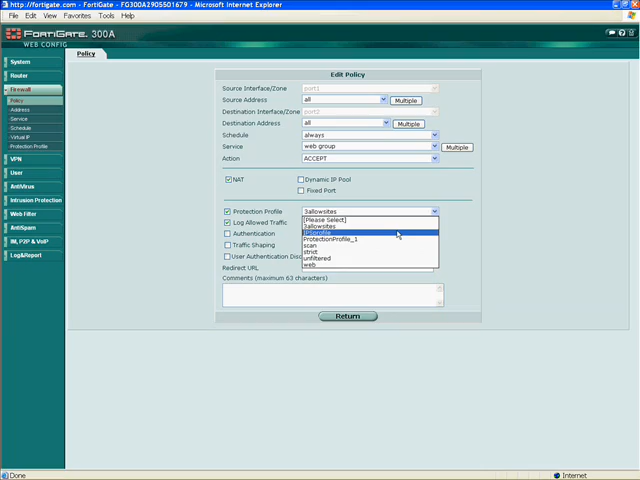 http://fortigate.com - FortiGate - FG300A2905501679 - Microsoft Internet Explorer
File Edit View Favorites Tools Help
FORTIGATE 300A
WEB CONFIG
Policy
System
Router
Firewall
Policy
Address
Service
Schedule
Virtual IP
Protection Profile
VPN
User
AntiVirus
Intrusion Protection
Web Filter
AntiSpam
IM, P2P & VoIP
Log&Report
Edit Policy
Source Interface/Zone port1
Source Address all Multiple
Destination Interface/Zone port2
Destination Address all Multiple
Schedule always
Service web group Multiple
Action ACCEPT
NAT Dynamic IP Pool
Fixed Port
Protection Profile 3allowsites
[Please Select]
Log Allowed Traffic 3allowsites
Authentication IPSprofile
ProtectionProfile_1
Traffic Shaping scan
strict
User Authentication Disc unfiltered
Redirect URL web
Comments (maximum 63 characters)
Return
Done Internet